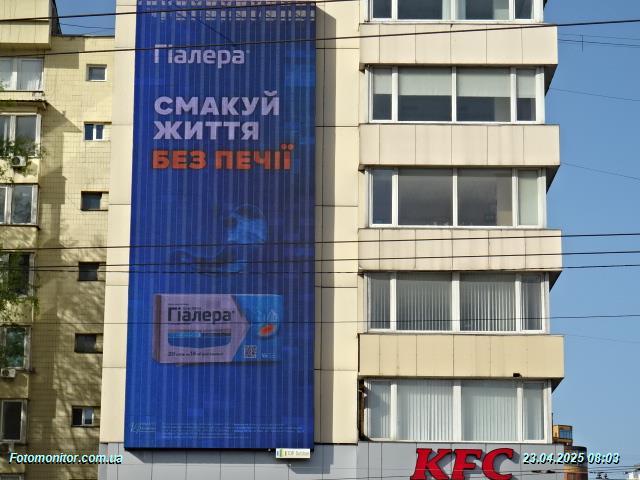 Гіалера®
СМАКУЙ
ЖИТТЯ
БЕЗ ПЕЧІЇ
Гіалера®
KFC
Fotomonitor.com.ua
23.04.2025 08:03